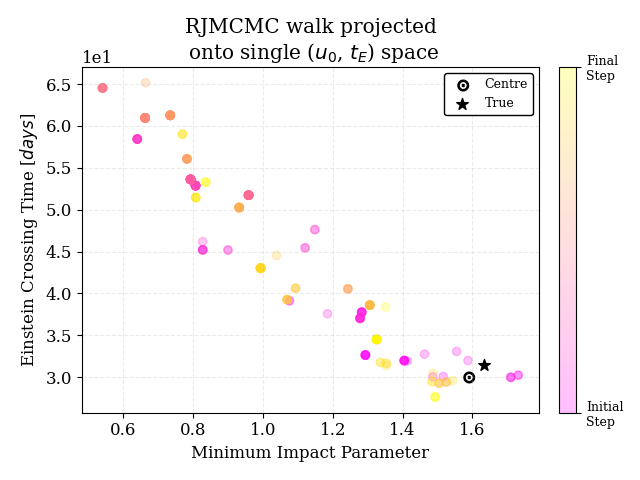 RJMCMC walk projected
onto single (u₀, t_E) space
1e1
Einstein Crossing Time [days]
6.5
6.0
5.5
5.0
4.5
4.0
3.5
3.0
0.6
0.8
1.0
1.2
1.4
1.6
Minimum Impact Parameter
Centre
True
Final
Step
Initial
Step